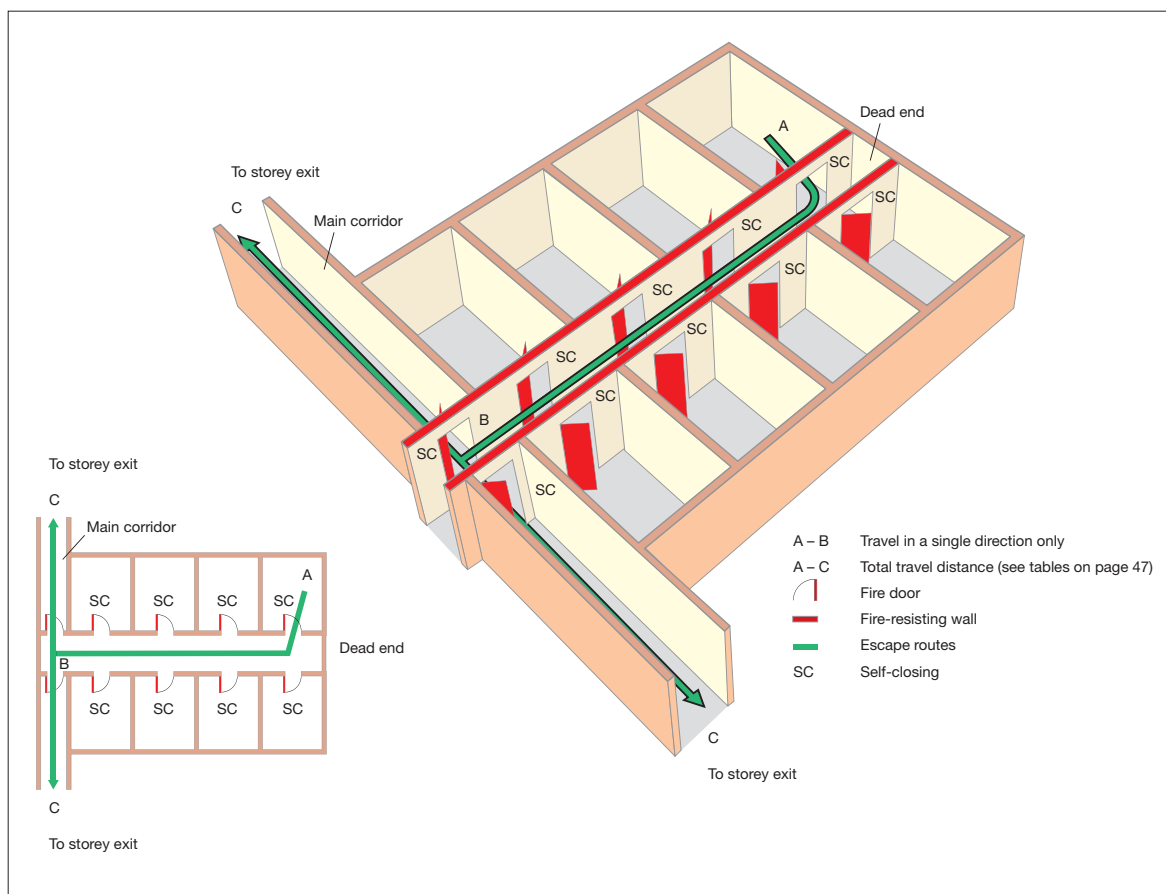 A
Dead end
SC
To storey exit
C
SC
Main corridor
SC
SC
SC
SC
SC
SC
B
SC
SC
To storey exit
C
Main corridor
A
SC
SC
SC
SC
Dead end
B
SC
SC
SC
SC
C
To storey exit
C
To storey exit
A – B Travel in a single direction only
A – C Total travel distance (see tables on page 47)
Fire door
Fire-resisting wall
Escape routes
SC Self-closing